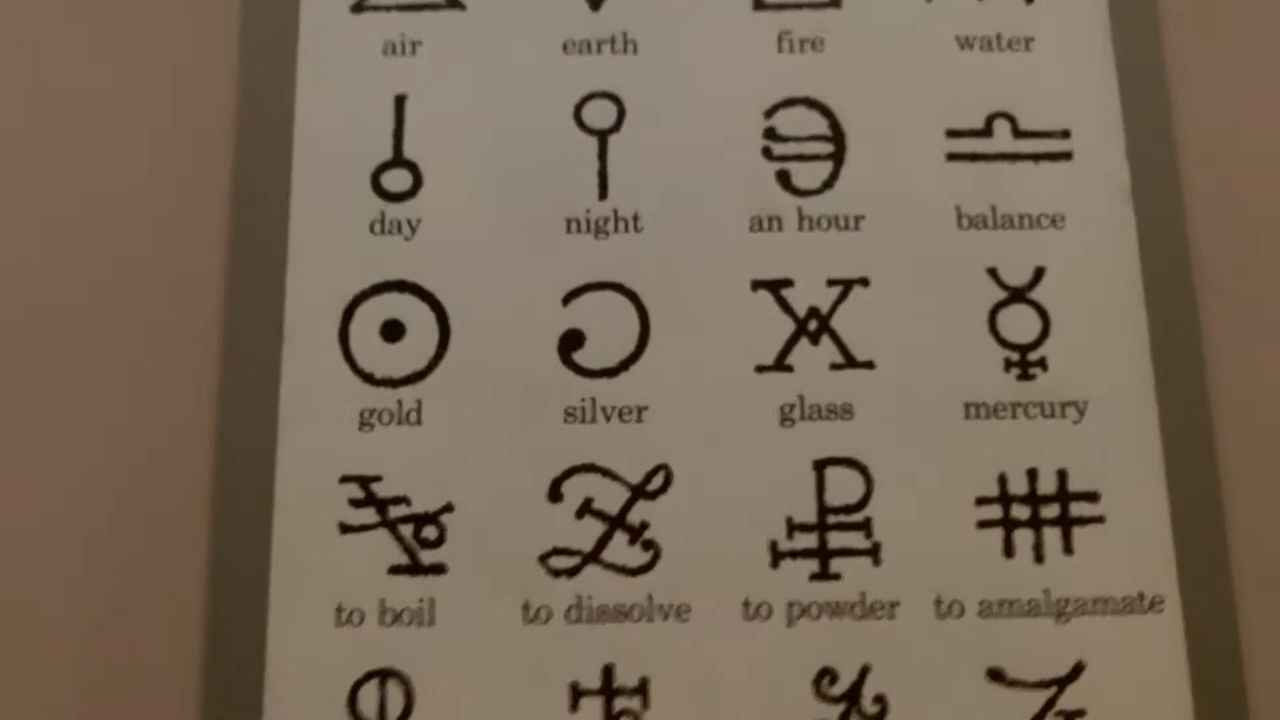 air earth fire water
day night an hour balance
gold silver glass mercury
to boil to dissolve to powder to amalgamate